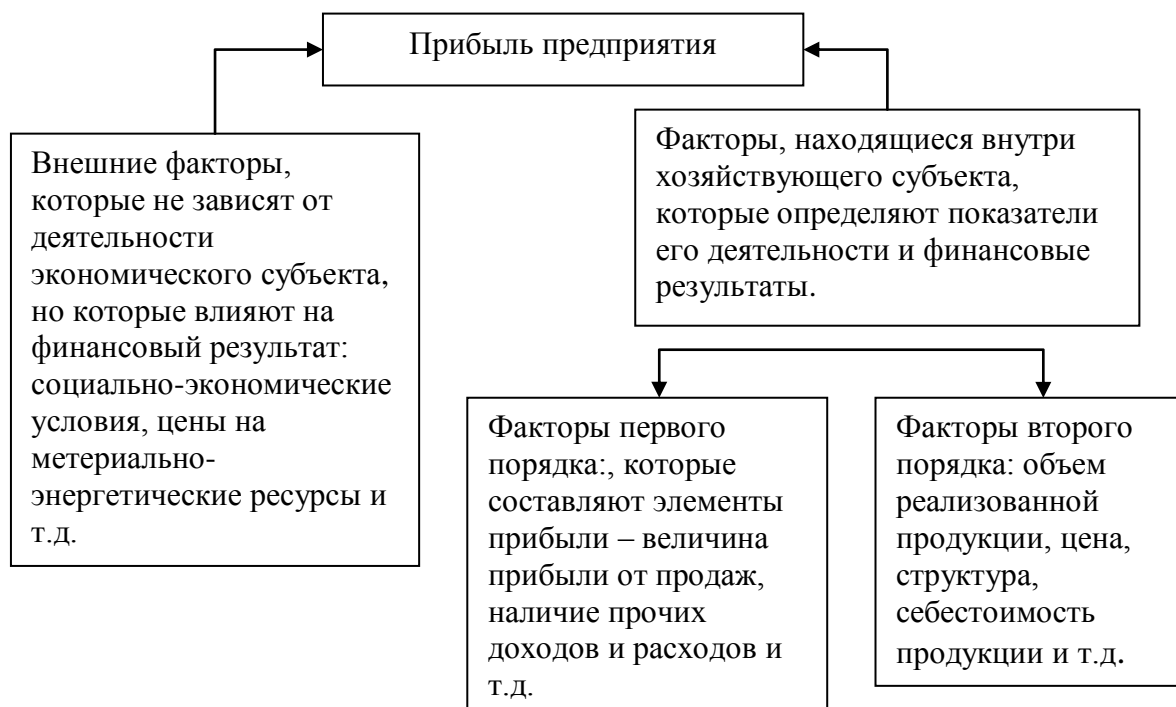 Прибыль предприятия
Внешние факторы,
которые не зависят от
деятельности
экономического субъекта,
но которые влияют на
финансовый результат:
социально-экономические
условия, цены на
метериально-
энергетические ресурсы и
т.д.
Факторы, находящиеся внутри
хозяйствующего субъекта,
которые определяют показатели
его деятельности и финансовые
результаты.
Факторы первого
порядка:, которые
составляют элементы
прибыли – величина
прибыли от продаж,
наличие прочих
доходов и расходов и
т.д.
Факторы второго
порядка: объем
реализованной
продукции, цена,
структура,
себестоимость
продукции и т.д.